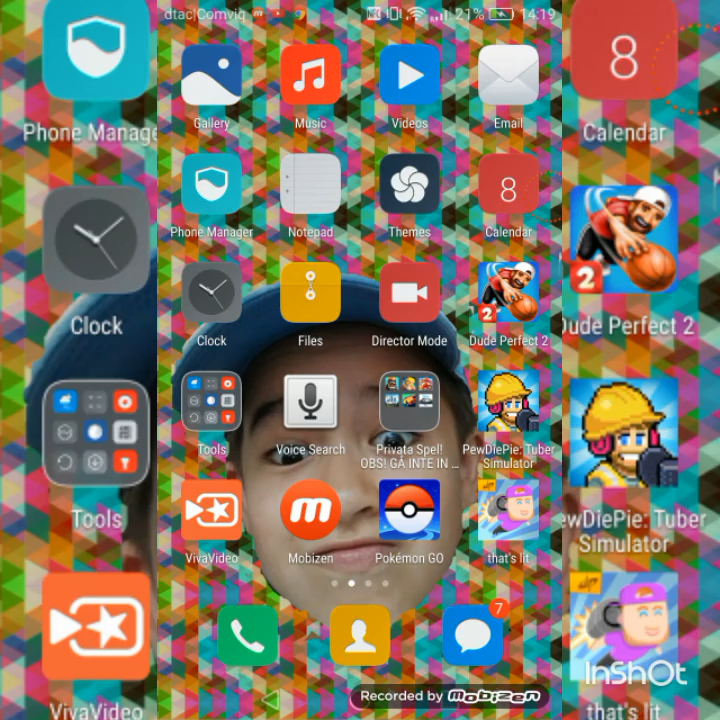 dtac|Comviq
21%
14:19
Gallery
Music
Videos
Email
Phone Manager
Notepad
Themes
8
Calendar
Clock
Files
Director Mode
2
Dude Perfect 2
Tools
Voice Search
Privata Spel!
OBS! GÅ INTE IN ...
PewDiePie: Tuber
Simulator
VivaVideo
Mobizen
Pokémon GO
that's lit
7
Recorded by mobizen
Phone Manage
Clock
Tools
VivaVideo
8
Calendar
2
Dude Perfect 2
ewDiePie: Tuber
Simulator
that's lit
InShOt